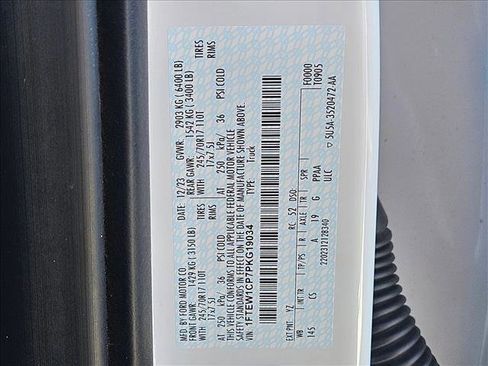 MFD. BY FORD MOTOR CO.
DATE: 12/23 GVWR: 2903 KG ( 6400 LB)
FRONT GAWR: 1429 KG ( 3150 LB) REAR GAWR: 1542 KG ( 3400 LB)
245/70R17 110T TIRES 245/70R17 110T TIRES
17x7.5J RIMS 17x7.5J RIMS
AT 250 kPa/ 36 PSI COLD AT 250 kPa/ 36 PSI COLD
THIS VEHICLE CONFORMS TO ALL APPLICABLE FEDERAL MOTOR VEHICLE
SAFETY STANDARDS IN EFFECT ON THE DATE OF MANUFACTURE SHOWN ABOVE.
VIN: 1FTEW1CP7PKG19034 TYPE: Truck
F0000
T0905
EXT PNT: YZ RC: 52 DSO:
WB INT TR TP/PS R AXLE TR SPR
145 CS A 19 G PPAA
2202312128340 ULC
▽ 5U5A-3520472-AA